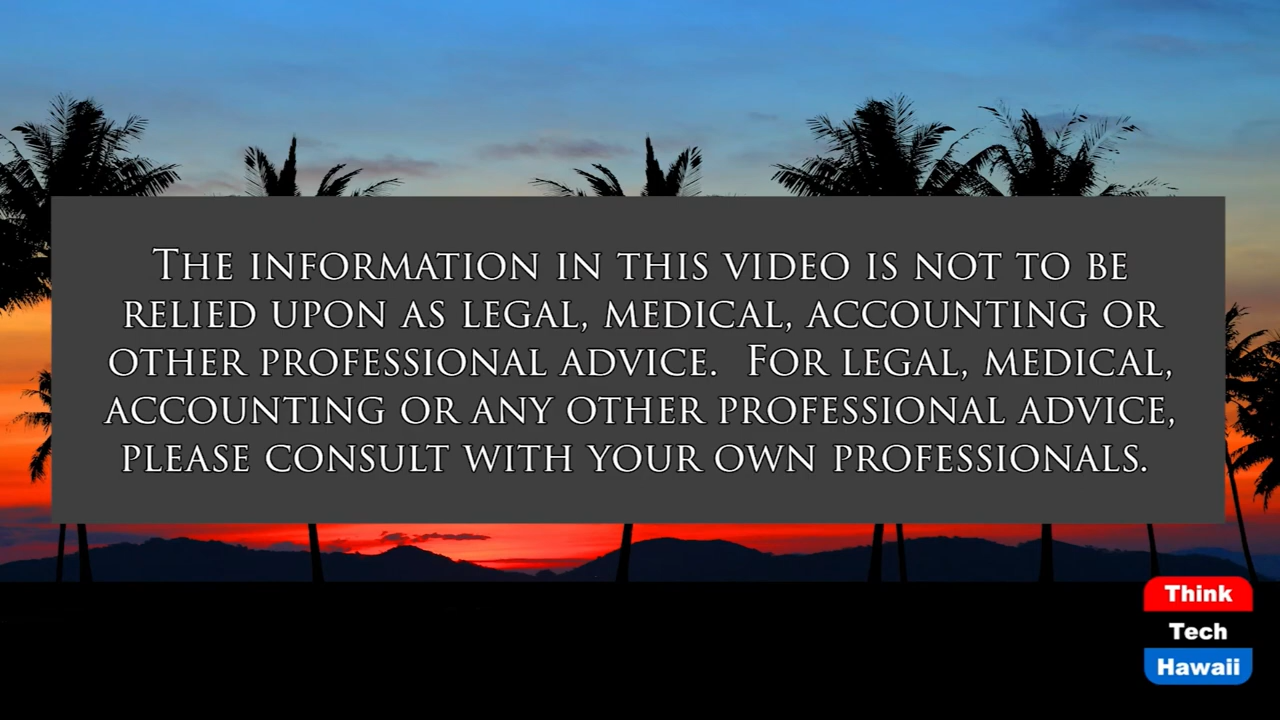 The information in this video is not to be
relied upon as legal, medical, accounting or
other professional advice.  For legal, medical,
accounting or any other professional advice,
please consult with your own professionals.
Think
Tech
Hawaii